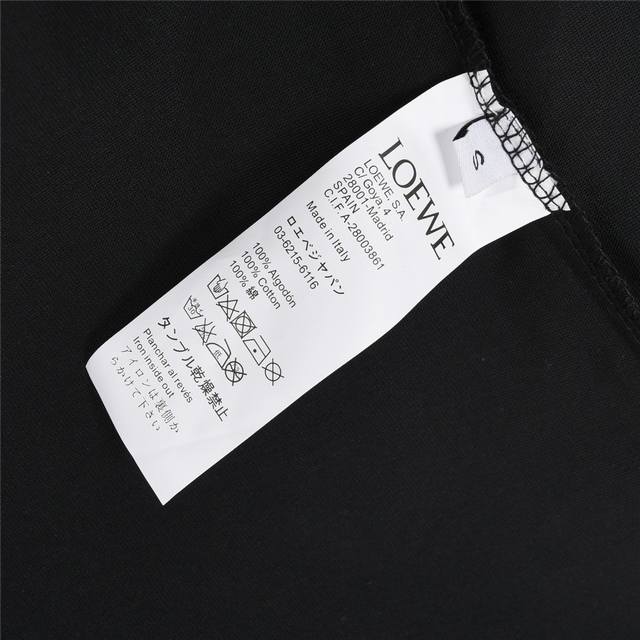 S
LOEWE
LOEWE S.A.
C/Goya, 4
28001-Madrid
SPAIN
C.I.F A-28003861
Made in Italy
ロエベジャパン
03-6215-6116
100% Algodón
100% Cotton
100% 綿
タンブル乾燥禁止
Planchar al revés
Iron inside out
アイロンは裏側か
らかけて下さい